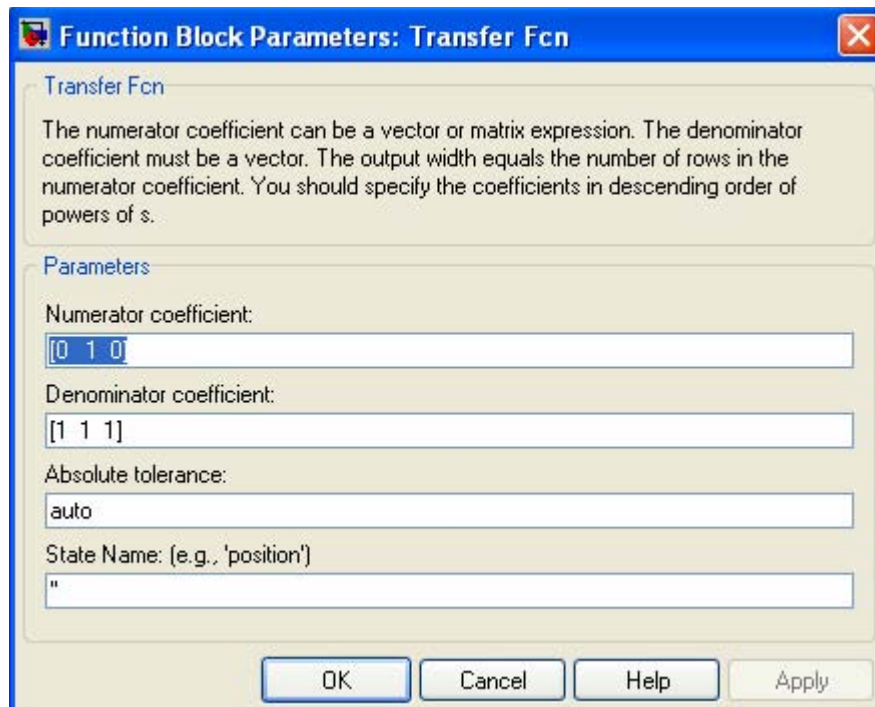 Function Block Parameters: Transfer Fcn
Transfer Fcn
The numerator coefficient can be a vector or matrix expression. The denominator
coefficient must be a vector. The output width equals the number of rows in the
numerator coefficient. You should specify the coefficients in descending order of
powers of s.
Parameters
Numerator coefficient:
[0 1 0]
Denominator coefficient:
[1 1 1]
Absolute tolerance:
auto
State Name: (e.g., 'position')
''
OK Cancel Help Apply